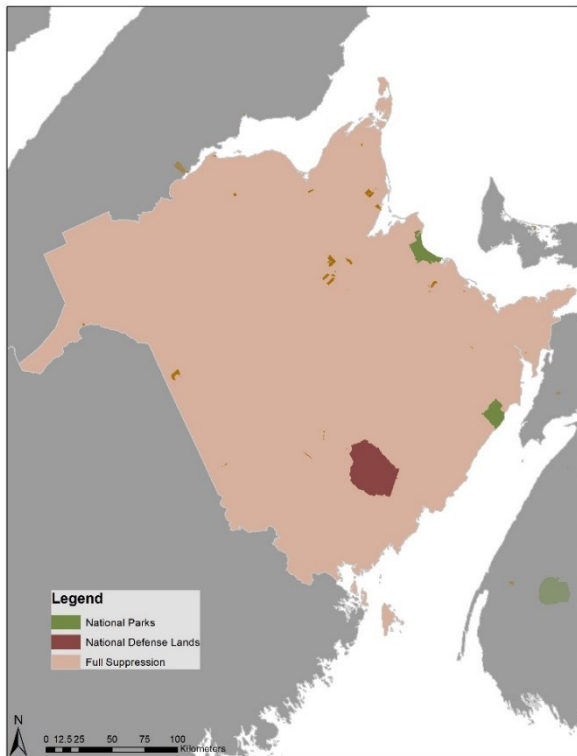 Legend
National Parks
National Defense Lands
Full Suppression
N
0 12.5 25 50 75 100
Kilometers